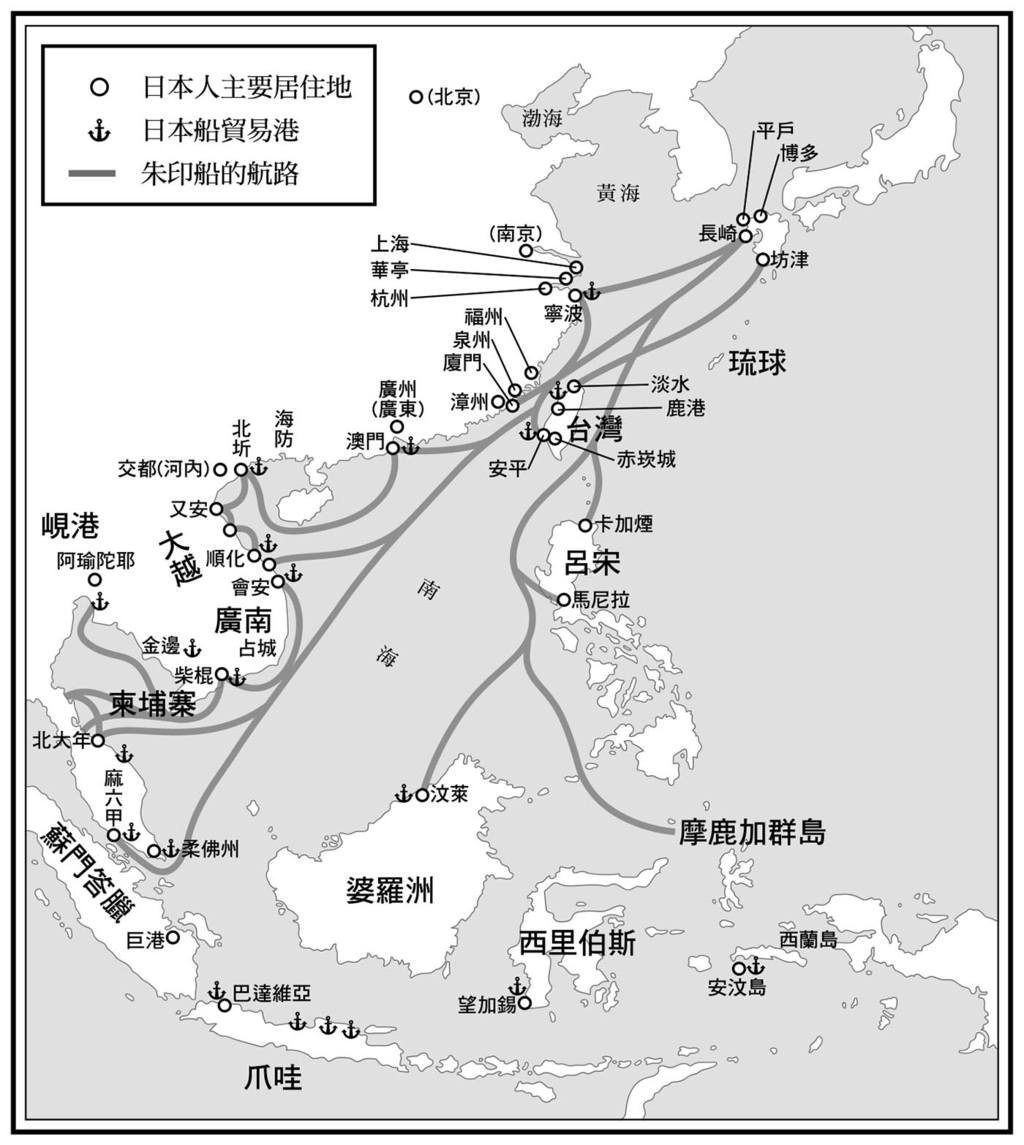 日本人主要居住地
日本船貿易港
朱印船的航路
(北京)
渤海
平戶
博多
黃海
長崎
(南京)
上海
坊津
華亭
杭州
寧波
福州
泉州
琉球
廈門
淡水
廣州
(廣東)
漳州
鹿港
台灣
海防
北圻
澳門
安平
赤崁城
交都(河內)
又安
峴港
大越
卡加煙
順化
阿瑜陀耶
呂宋
會安
南海
馬尼拉
廣南
金邊
占城
柴棍
柬埔寨
北大年
麻六甲
汶萊
摩鹿加群島
柔佛州
蘇門答臘
婆羅洲
巨港
西里伯斯
西蘭島
安汶島
巴達維亞
望加錫
爪哇